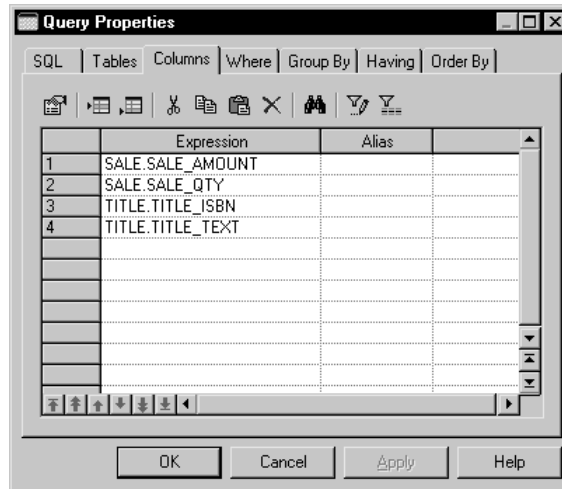 Query Properties
SQL Tables Columns Where Group By Having Order By
Expression Alias
1 SALE.SALE_AMOUNT
2 SALE.SALE_QTY
3 TITLE.TITLE_ISBN
4 TITLE.TITLE_TEXT
OK Cancel Apply Help